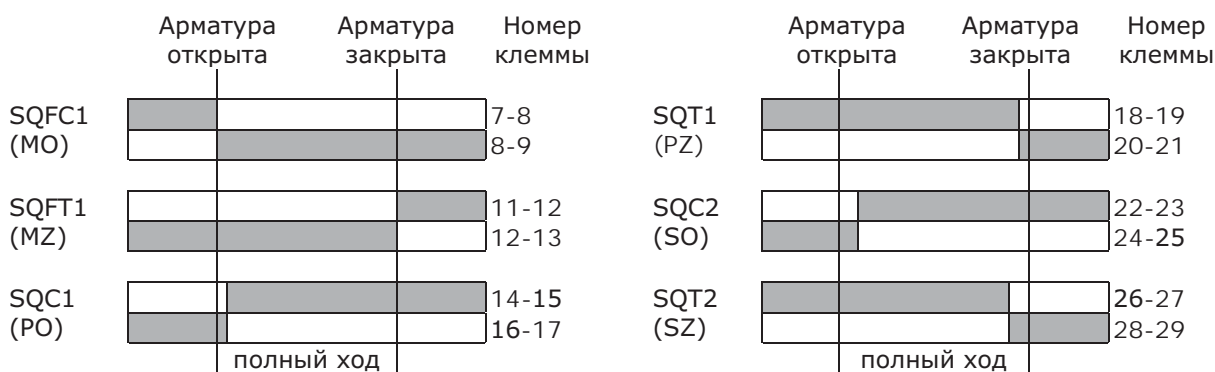 Арматура открыта
Арматура закрыта
Номер клеммы
SQFC1 (MO)
7-8
8-9
SQFT1 (MZ)
11-12
12-13
SQC1 (PO)
14-15
16-17
полный ход
Арматура открыта
Арматура закрыта
Номер клеммы
SQT1 (PZ)
18-19
20-21
SQC2 (SO)
22-23
24-25
SQT2 (SZ)
26-27
28-29
полный ход